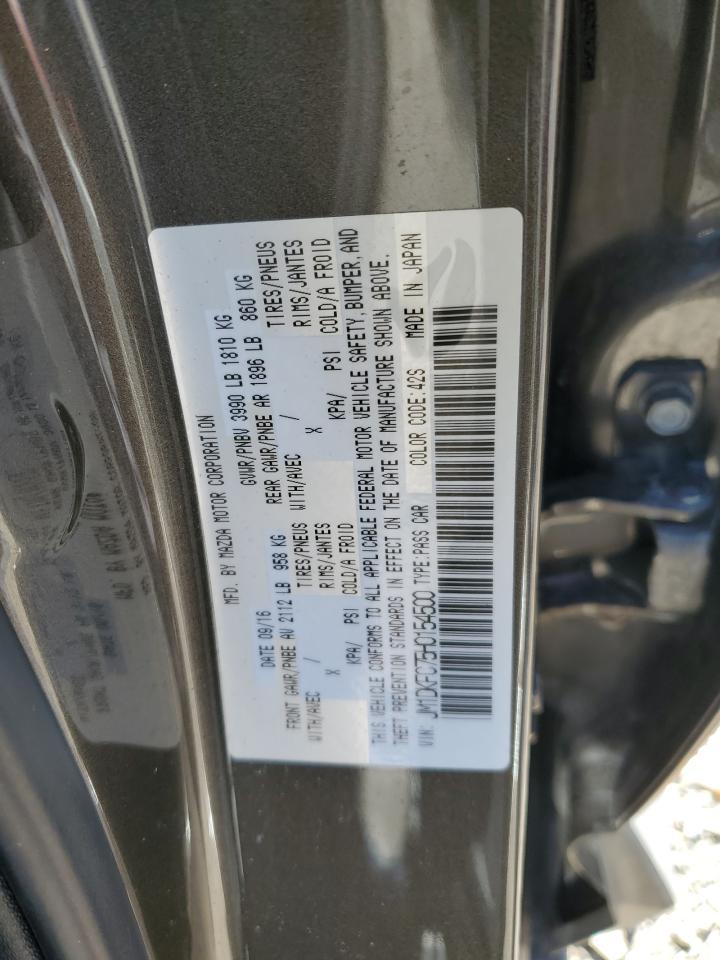 MFD. BY MAZDA MOTOR CORPORATION
DATE 09/16 GVWR/PNBV 3990 LB 1810 KG
FRONT GAWR/PNBE AV 2112 LB 958 KG REAR GAWR/PNBE AR 1896 LB 860 KG
WITH/AVEC / TIRES/PNEUS WITH/AVEC / TIRES/PNEUS
X RIMS/JANTES X RIMS/JANTES
KPA/ PSI COLD/A FROID KPA/ PSI COLD/A FROID
THIS VEHICLE CONFORMS TO ALL APPLICABLE FEDERAL MOTOR VEHICLE SAFETY, BUMPER, AND
THEFT PREVENTION STANDARDS IN EFFECT ON THE DATE OF MANUFACTURE SHOWN ABOVE.
VIN: JM1DKFC75H0154500 TYPE:PASS CAR COLOR CODE:42S MADE IN JAPAN